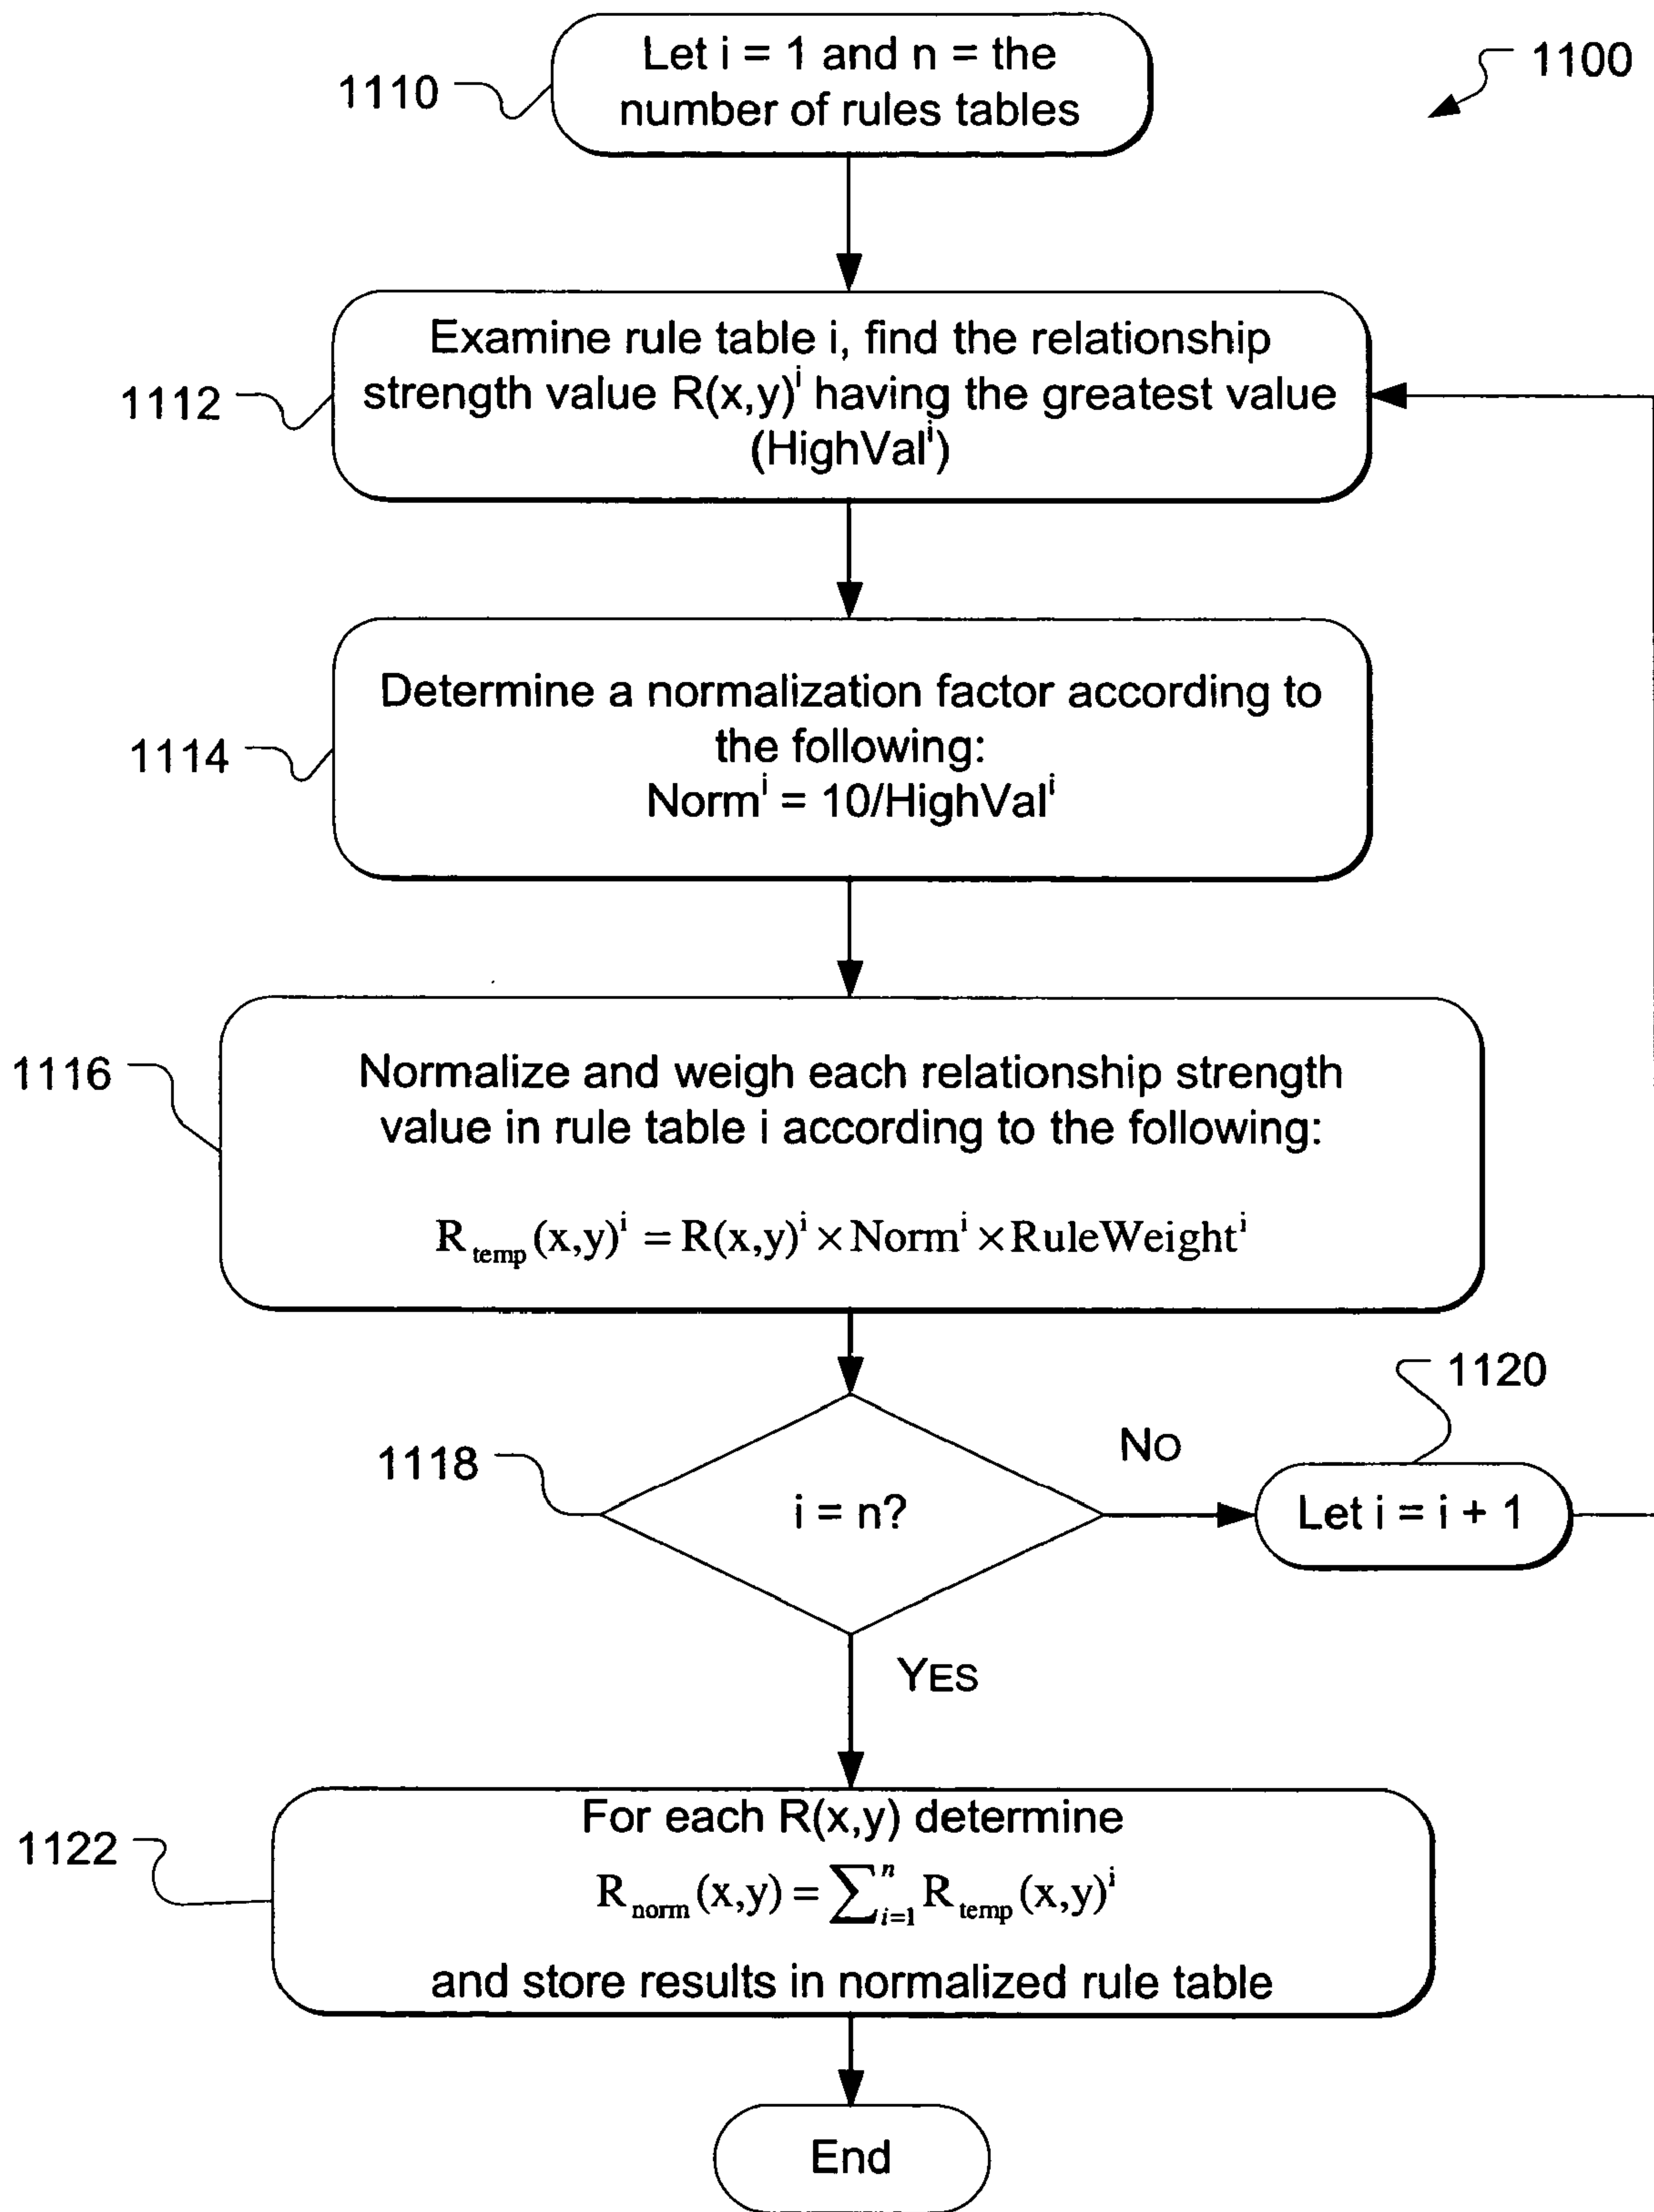 1100
Let i = 1 and n = the
number of rules tables
1110
Examine rule table i, find the relationship
strength value R(x,y)^i having the greatest value
(HighVal^i)
1112
Determine a normalization factor according to
the following:
Norm^i = 10/HighVal^i
1114
Normalize and weigh each relationship strength
value in rule table i according to the following:
R_temp(x,y)^i = R(x,y)^i × Norm^i × RuleWeight^i
1116
i = n?
1118
NO
1120
Let i = i + 1
YES
For each R(x,y) determine
R_norm(x,y) = ∑_{i=1}^{n} R_temp(x,y)^i
and store results in normalized rule table
1122
End